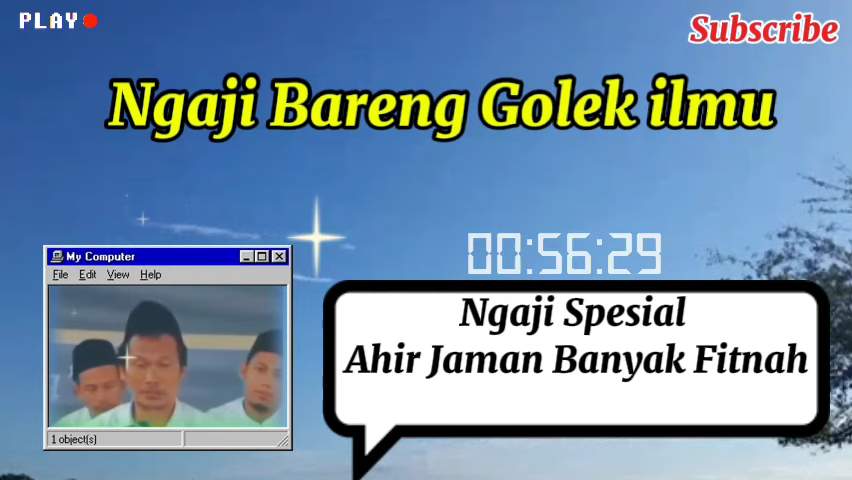 PLAY
Subscribe
Ngaji Bareng Golek ilmu
00:56:29
My Computer
File Edit View Help
1 object(s)
Ngaji Spesial
Ahir Jaman Banyak Fitnah